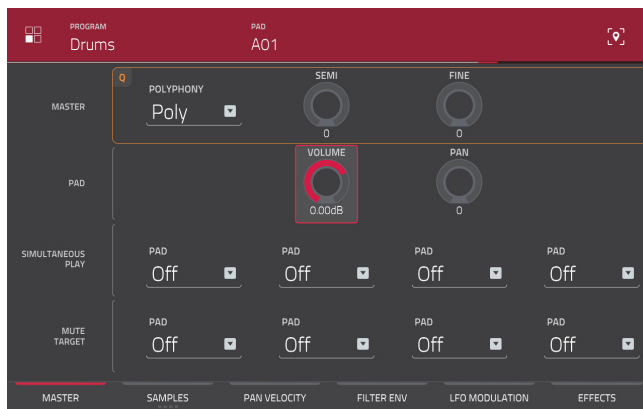 PROGRAM PAD
Drums A01
Q
MASTER POLYPHONY SEMI FINE
Poly 0 0
PAD VOLUME PAN
0.00dB 0
SIMULTANEOUS PLAY
PAD PAD PAD PAD
Off Off Off Off
MUTE TARGET
PAD PAD PAD PAD
Off Off Off Off
MASTER SAMPLES PAN VELOCITY FILTER ENV LFO MODULATION EFFECTS